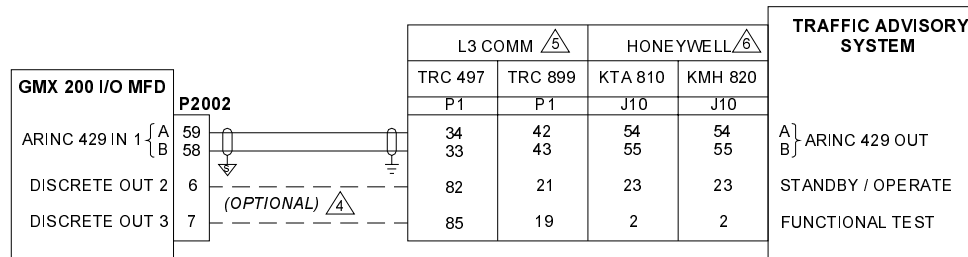 TRAFFIC ADVISORY
SYSTEM
L3 COMM 5 HONEYWELL 6
TRC 497 TRC 899 KTA 810 KMH 820
GMX 200 I/O MFD
P2002 P1 P1 J10 J10
ARINC 429 IN 1 { A 59 34 42 54 54 A } ARINC 429 OUT
B 58 33 43 55 55 B
S
DISCRETE OUT 2 6 82 21 23 23 STANDBY / OPERATE
(OPTIONAL) 4
DISCRETE OUT 3 7 85 19 2 2 FUNCTIONAL TEST